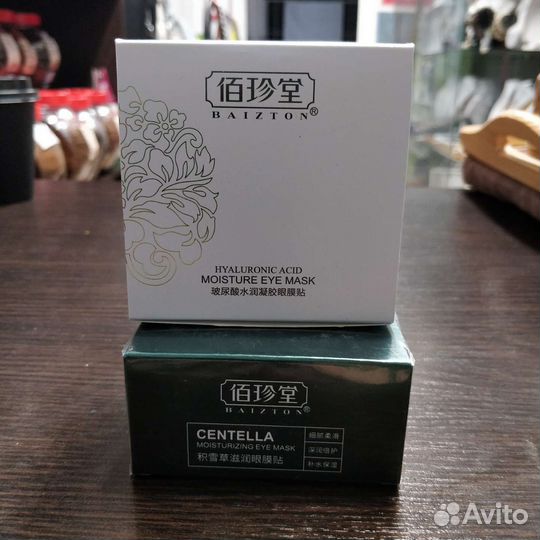 佰珍堂
BAIZTON®
HYALURONIC ACID
MOISTURE EYE MASK
玻尿酸水润凝胶眼膜贴
佰珍堂
BAIZTON®
CENTELLA
MOISTURIZING EYE MASK
积雪草滋润眼膜贴
细腻柔滑
深润倍护
补水保湿
Avito